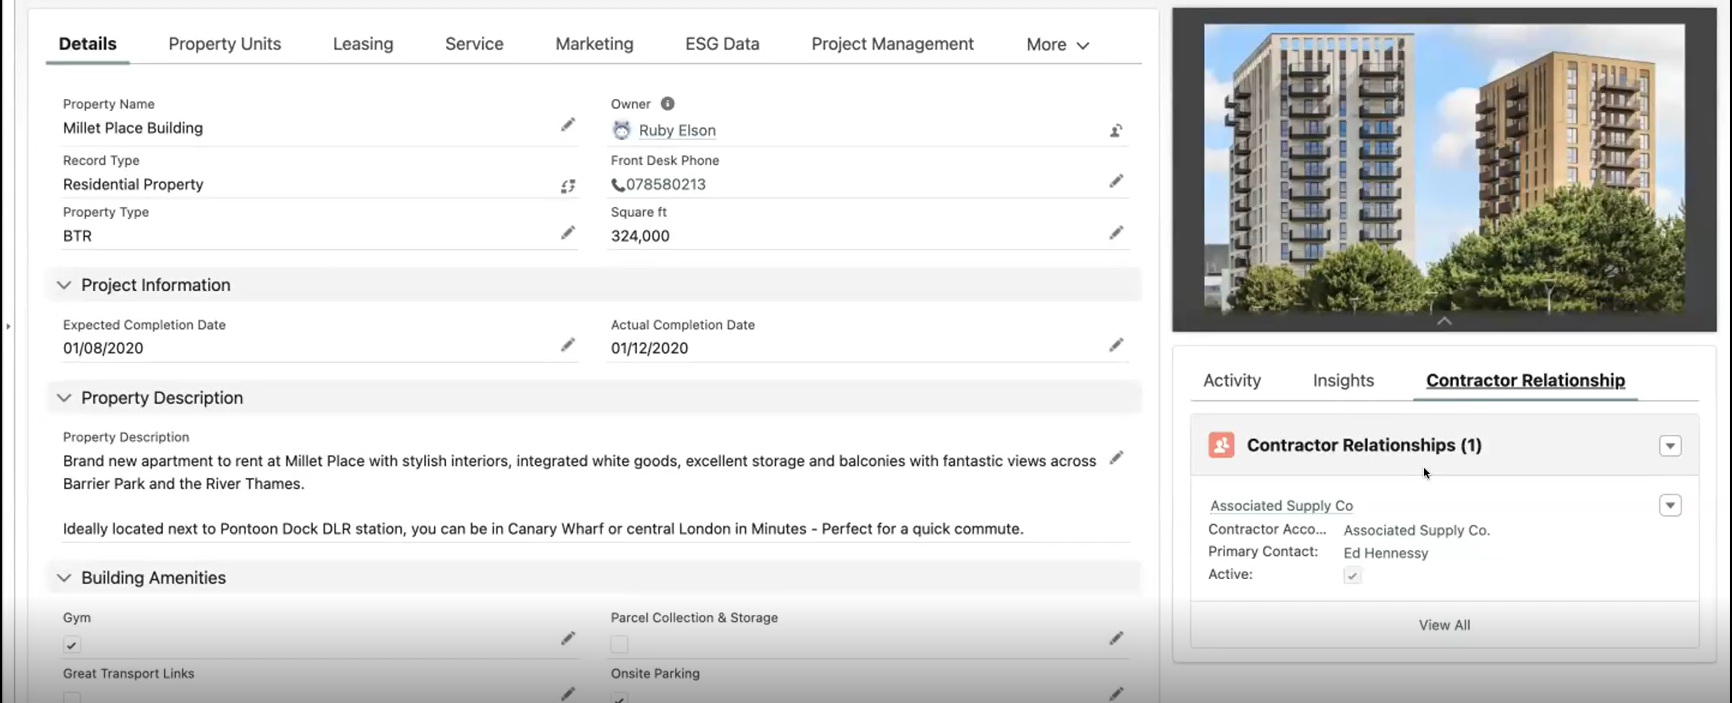 Details Property Units Leasing Service Marketing ESG Data Project Management More
Property Name
Millet Place Building
Owner
Ruby Elson
Record Type
Residential Property
Front Desk Phone
078580213
Property Type
BTR
Square ft
324,000
Project Information
Expected Completion Date
01/08/2020
Actual Completion Date
01/12/2020
Property Description
Property Description
Brand new apartment to rent at Millet Place with stylish interiors, integrated white goods, excellent storage and balconies with fantastic views across
Barrier Park and the River Thames.
Ideally located next to Pontoon Dock DLR station, you can be in Canary Wharf or central London in Minutes - Perfect for a quick commute.
Building Amenities
Gym
Parcel Collection & Storage
Great Transport Links
Onsite Parking
Activity Insights Contractor Relationship
Contractor Relationships (1)
Associated Supply Co
Contractor Acco... Associated Supply Co.
Primary Contact: Ed Hennessy
Active:
View All